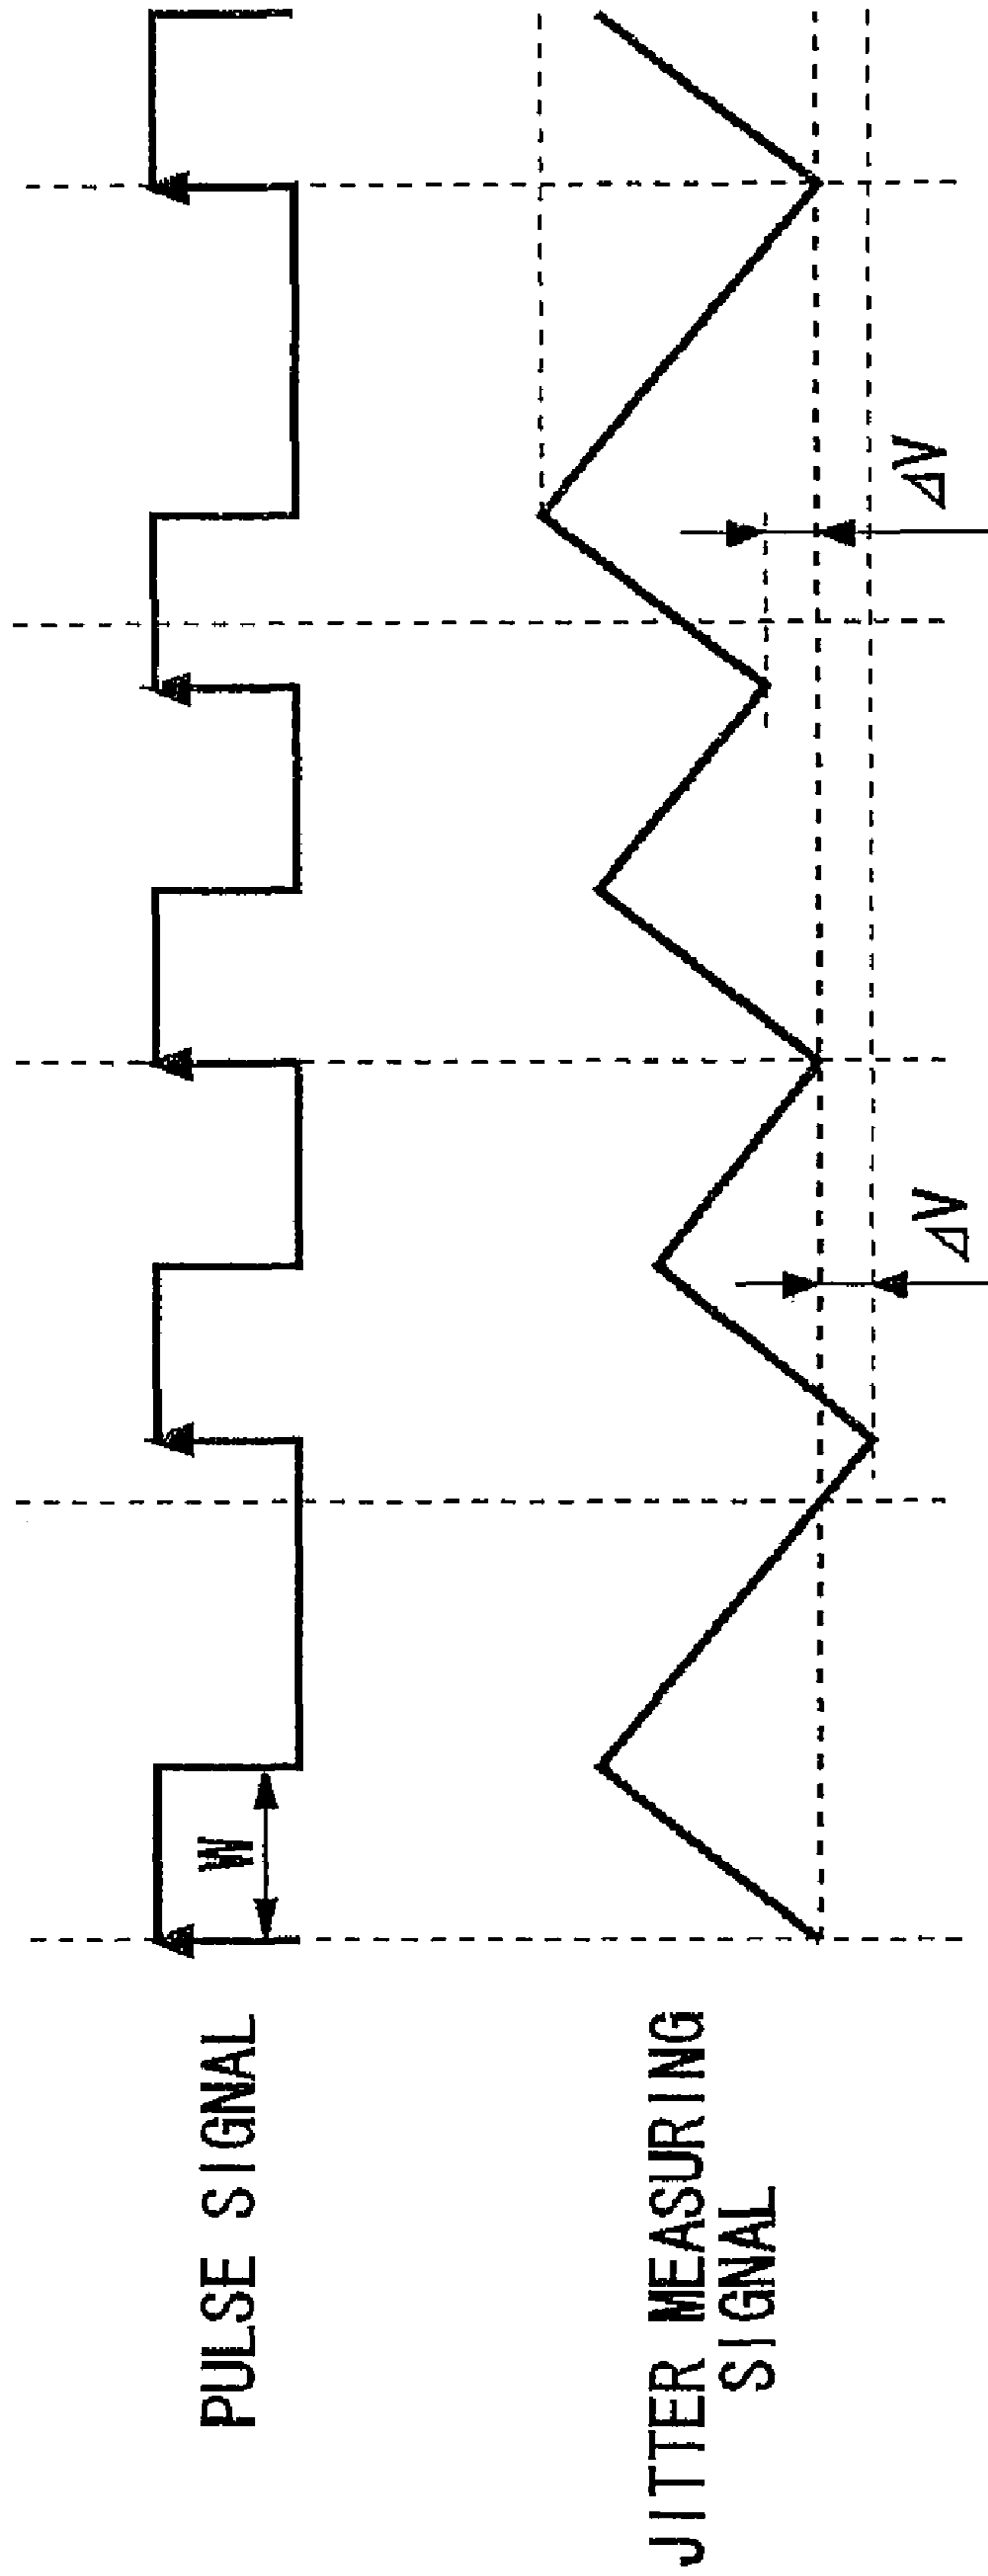 PULSE SIGNAL
W
JITTER MEASURING
SIGNAL
ΔV
ΔV